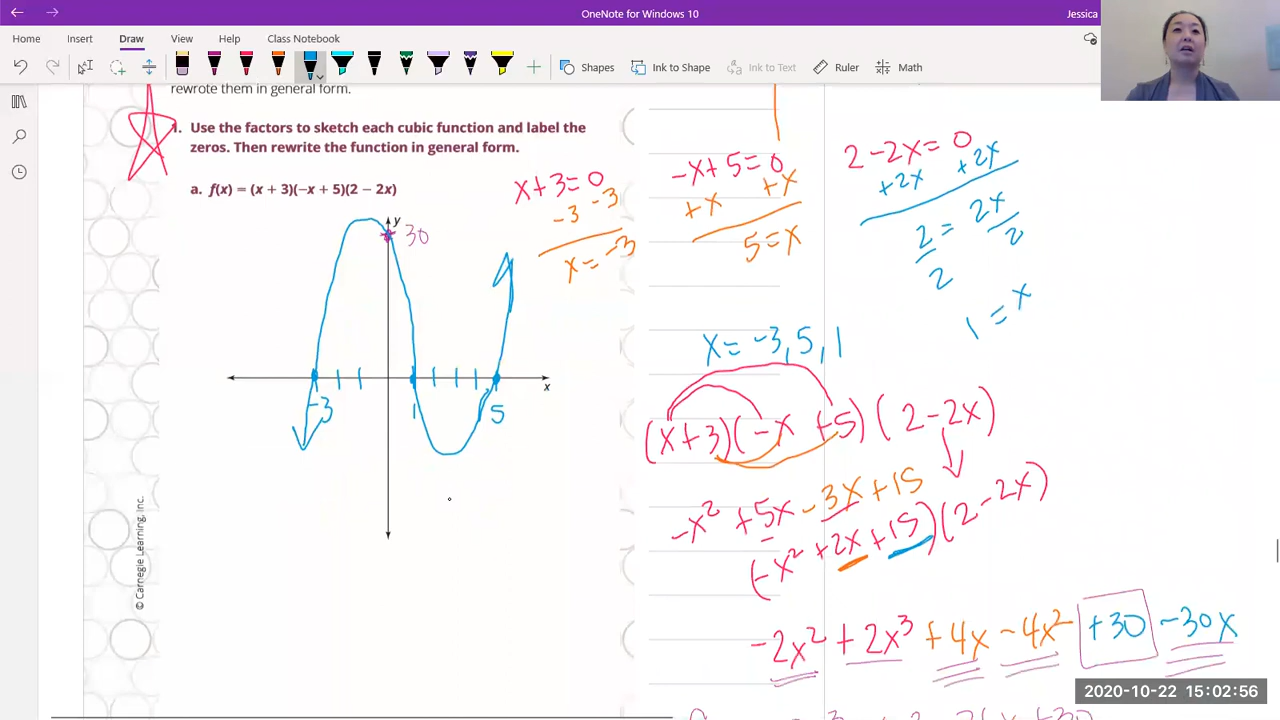 OneNote for Windows 10
Jessica
Home Insert Draw View Help Class Notebook
Shapes Ink to Shape Ink to Text Ruler Math
rewrote them in general form.
1. Use the factors to sketch each cubic function and label the
zeros. Then rewrite the function in general form.
a. f(x) = (x + 3)(−x + 5)(2 − 2x)
y
30
x
-3
1
5
© Carnegie Learning, Inc.
x+3=0
-3 -3
x=-3
-x+5=0
+x +x
5=x
2-2x=0
+2x +2x
2 = 2x
2 2
1 = x
x=-3,5,1
(x+3)(-x+5)(2-2x)
-x²+5x-3x+15
(-x²+2x+15)(2-2x)
-2x²+2x³+4x-4x²+30-30x
2020-10-22 15:02:56